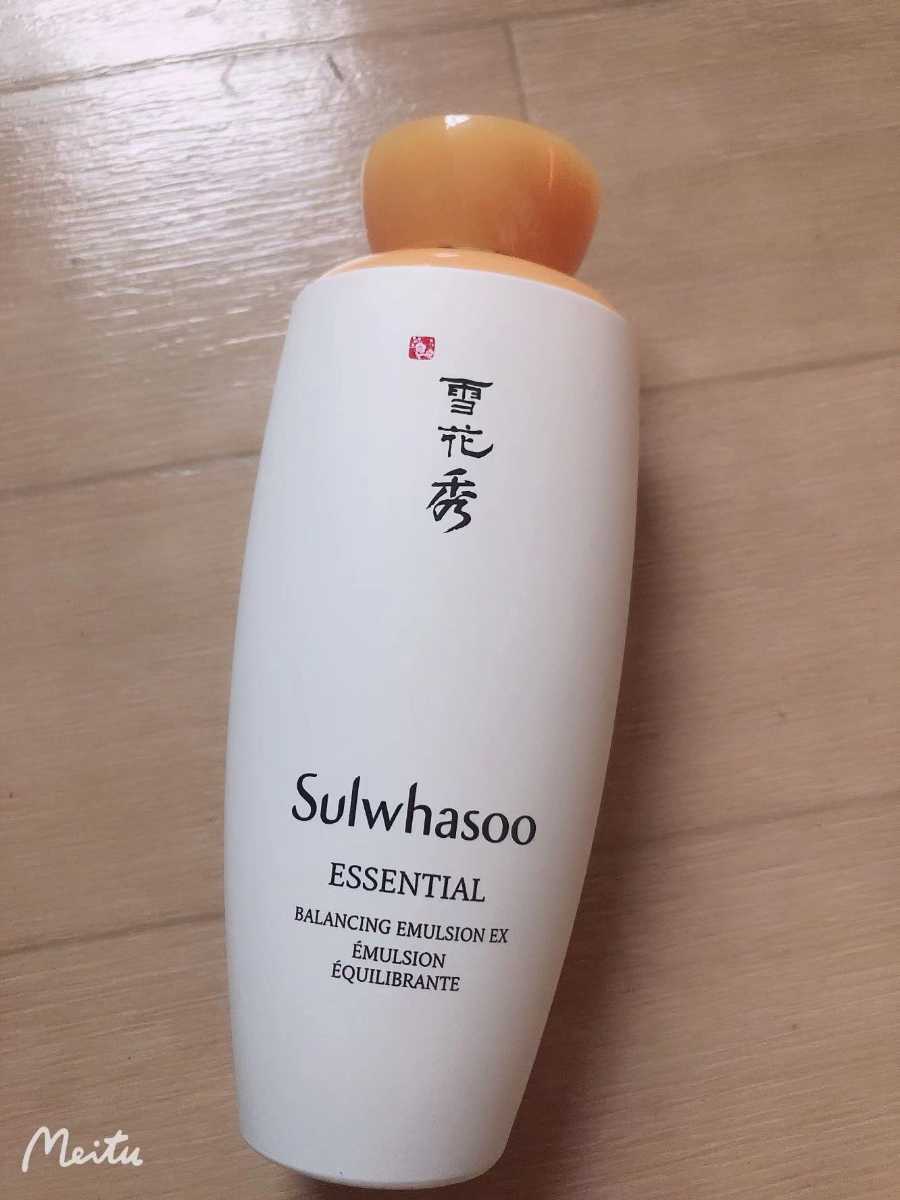 雪
花
秀
Sulwhasoo
ESSENTIAL
BALANCING EMULSION EX
ÉMULSION
ÉQUILIBRANTE
Meitu